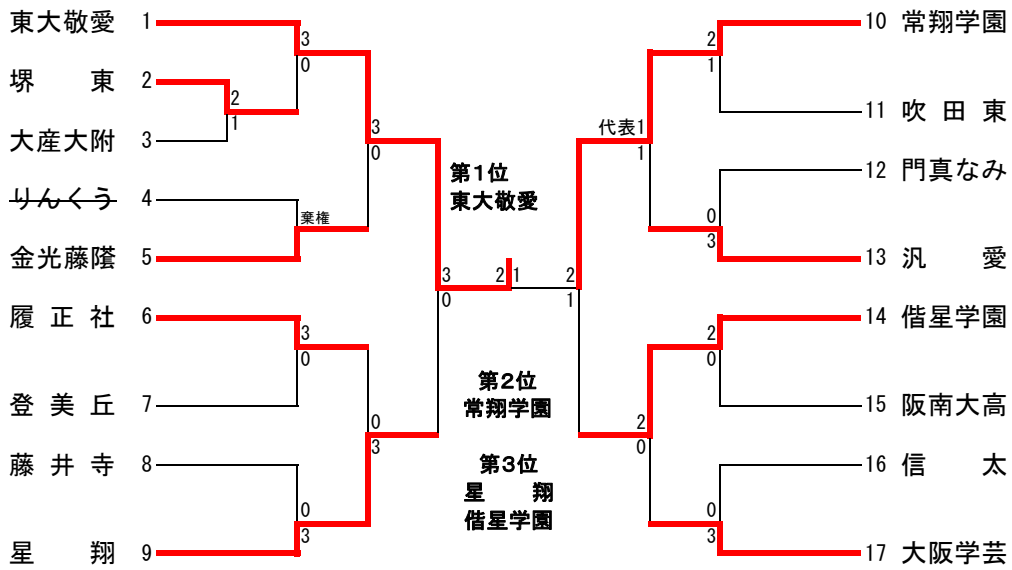 東大敬愛 1
3
0
堺 東 2
2
1
大産大附 3
3
0
りんくう 4
棄権
金光藤蔭 5
3
0
履正社 6
3
0
登美丘 7
0
3
藤井寺 8
0
3
星 翔 9
第1位
東大敬愛
2 1
第2位
常翔学園
第3位
星 翔
偕星学園
10 常翔学園
2
1
11 吹田東
代表1
1
12 門真なみ
0
3
13 汎 愛
2
1
14 偕星学園
2
0
15 阪南大高
2
0
16 信 太
0
3
17 大阪学芸